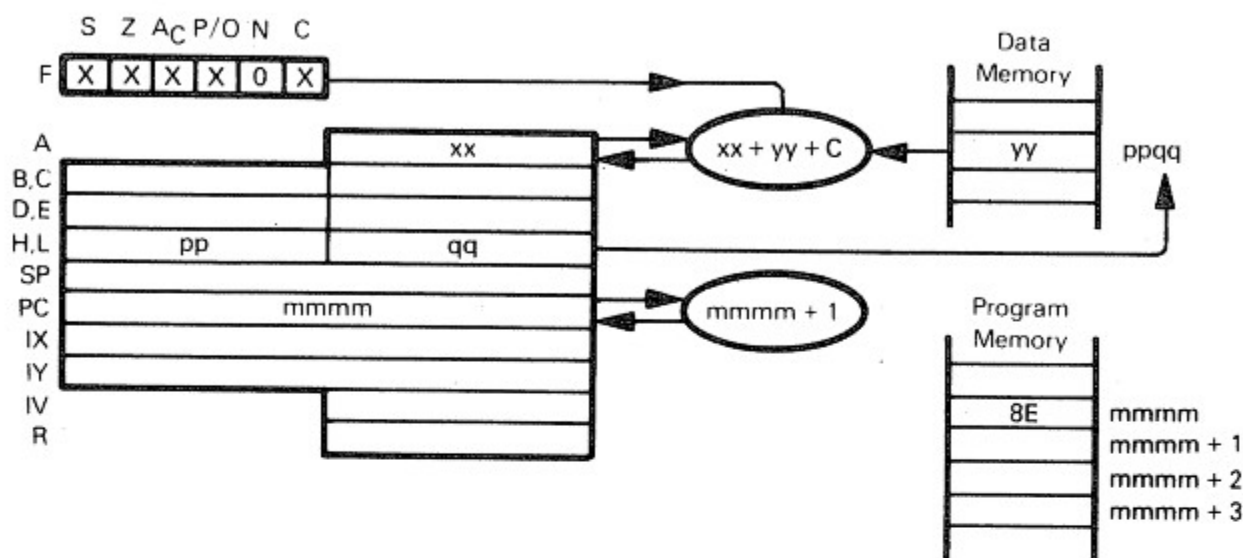 S Z AC P/O N C
F X X X X 0 X
Data
Memory
A xx
xx + yy + C
yy ppqq
B,C
D,E
H,L pp qq
SP
PC mmmm
mmmm + 1
IX
IY
IV
R
Program
Memory
8E mmmm
mmmm + 1
mmmm + 2
mmmm + 3